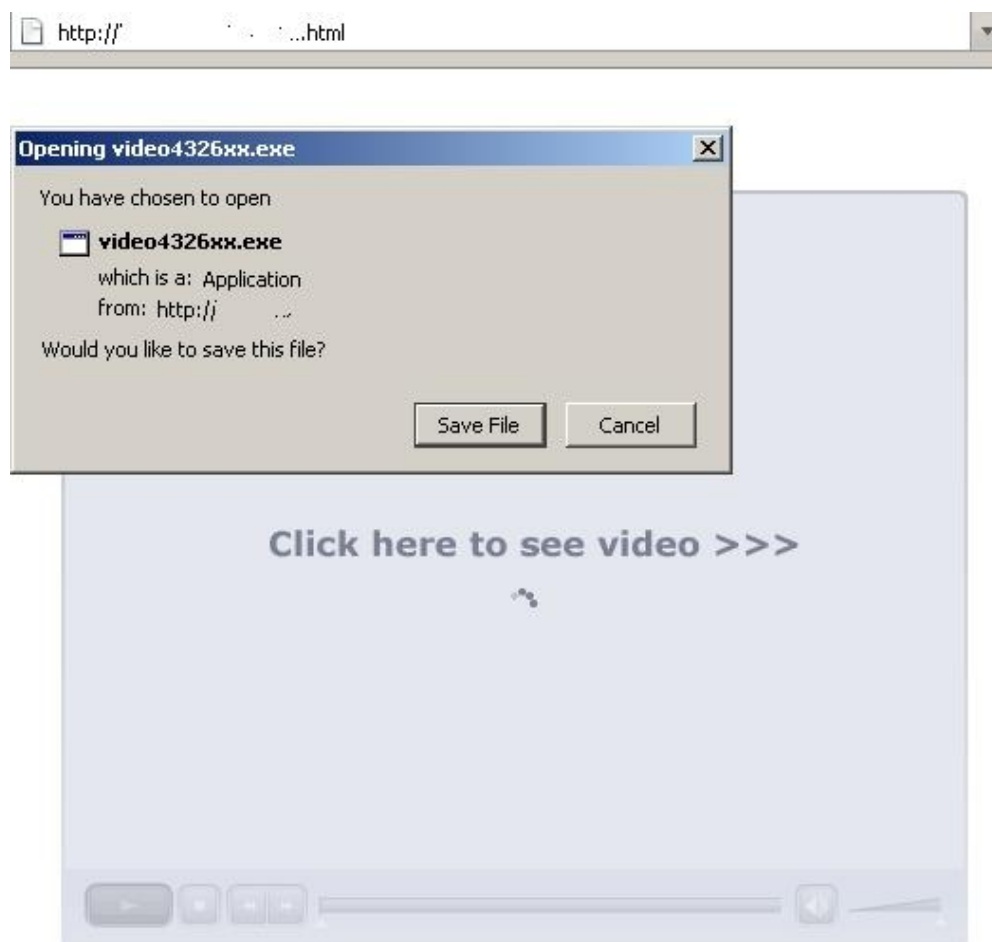 http://
...html
Opening video4326xx.exe
You have chosen to open
video4326xx.exe
which is a: Application
from: http://
Would you like to save this file?
Save File
Cancel
Click here to see video >>>